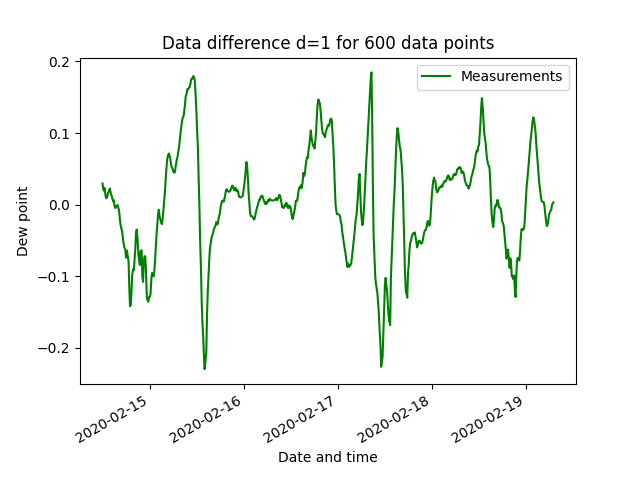 Data difference d=1 for 600 data points
Measurements
0.2
0.1
0.0
−0.1
−0.2
Dew point
2020-02-15
2020-02-16
2020-02-17
2020-02-18
2020-02-19
Date and time